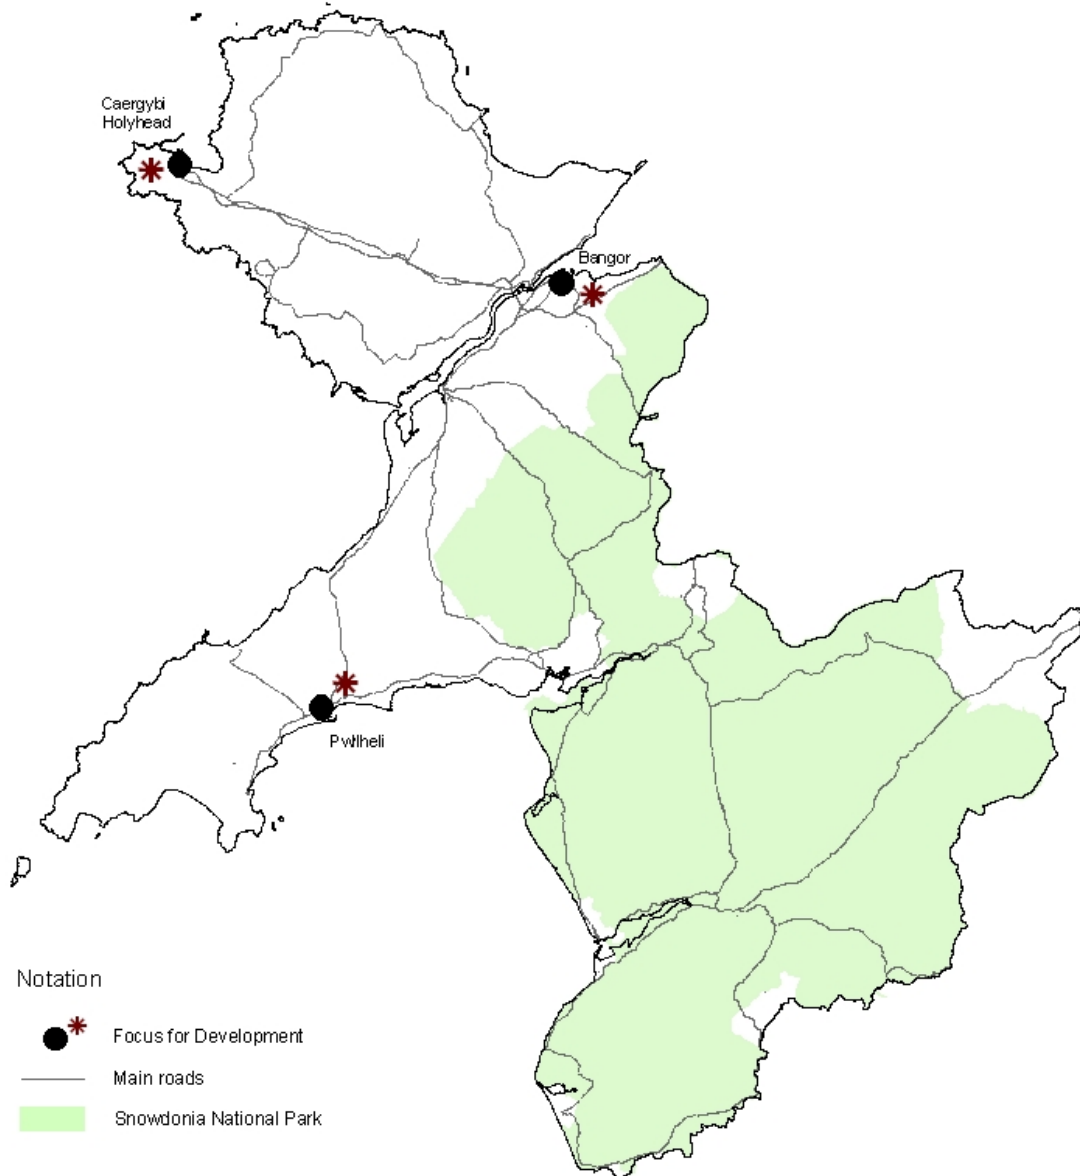 Caergybi
Holyhead
Bangor
Pwllheli
Notation
Focus for Development
Main roads
Snowdonia National Park